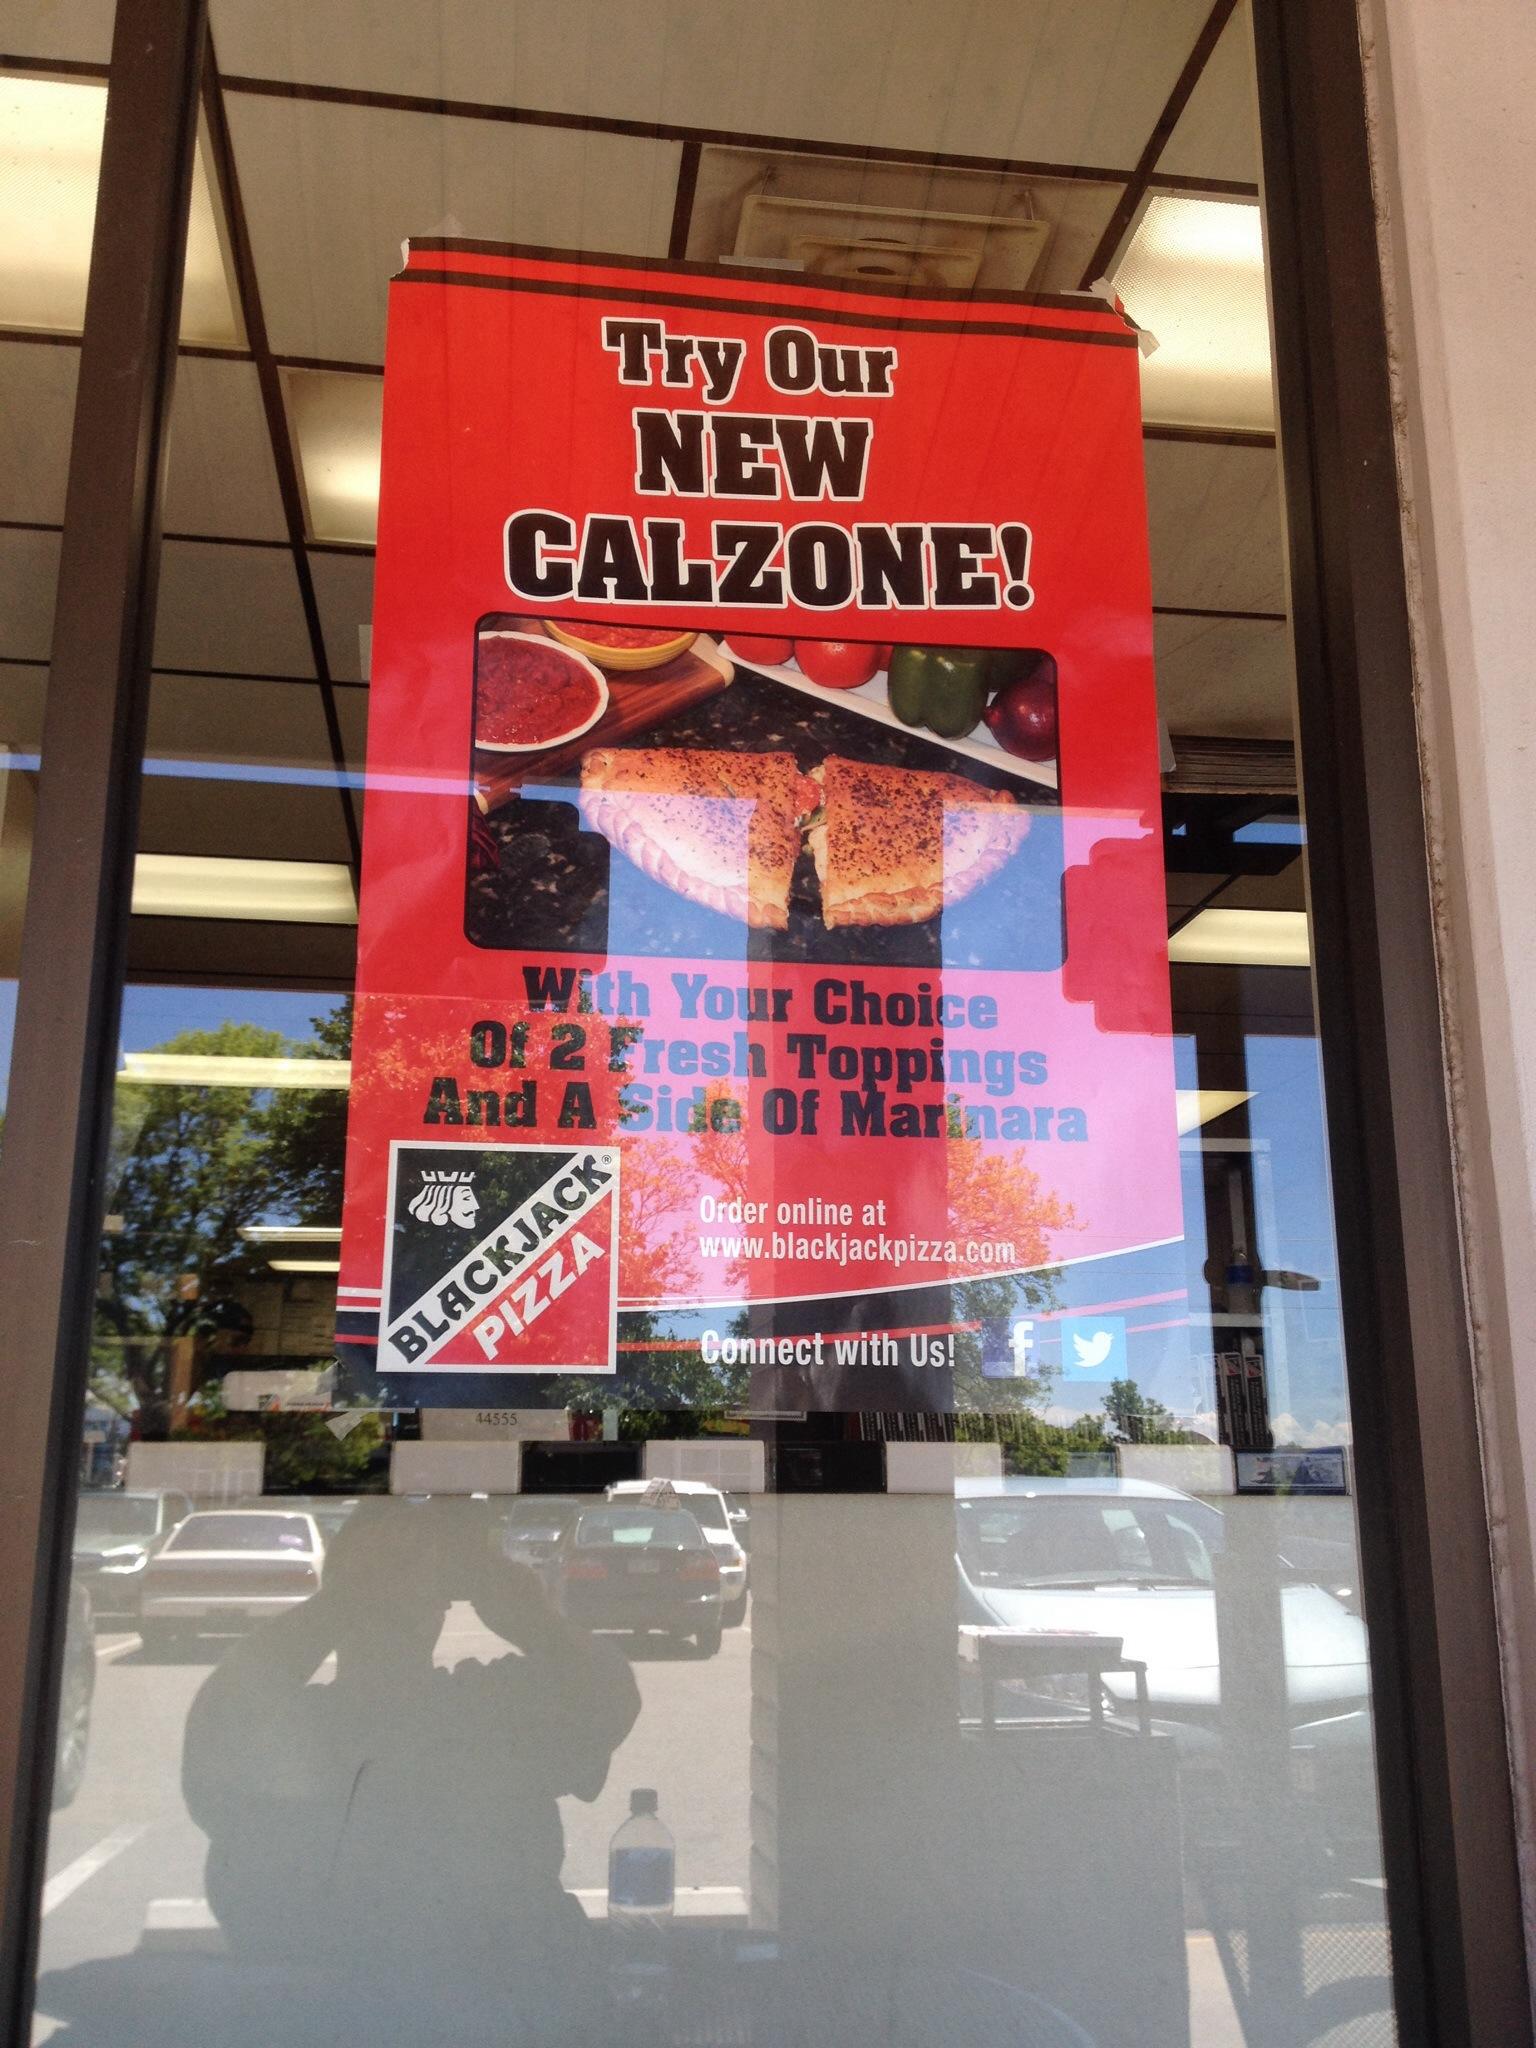 Try Our
NEW
CALZONE!
With Your Choice
Of 2 Fresh Toppings
And A Side Of Marinara
BLACKJACK®
PIZZA
Order online at
www.blackjackpizza.com
Connect with Us!
f
44555